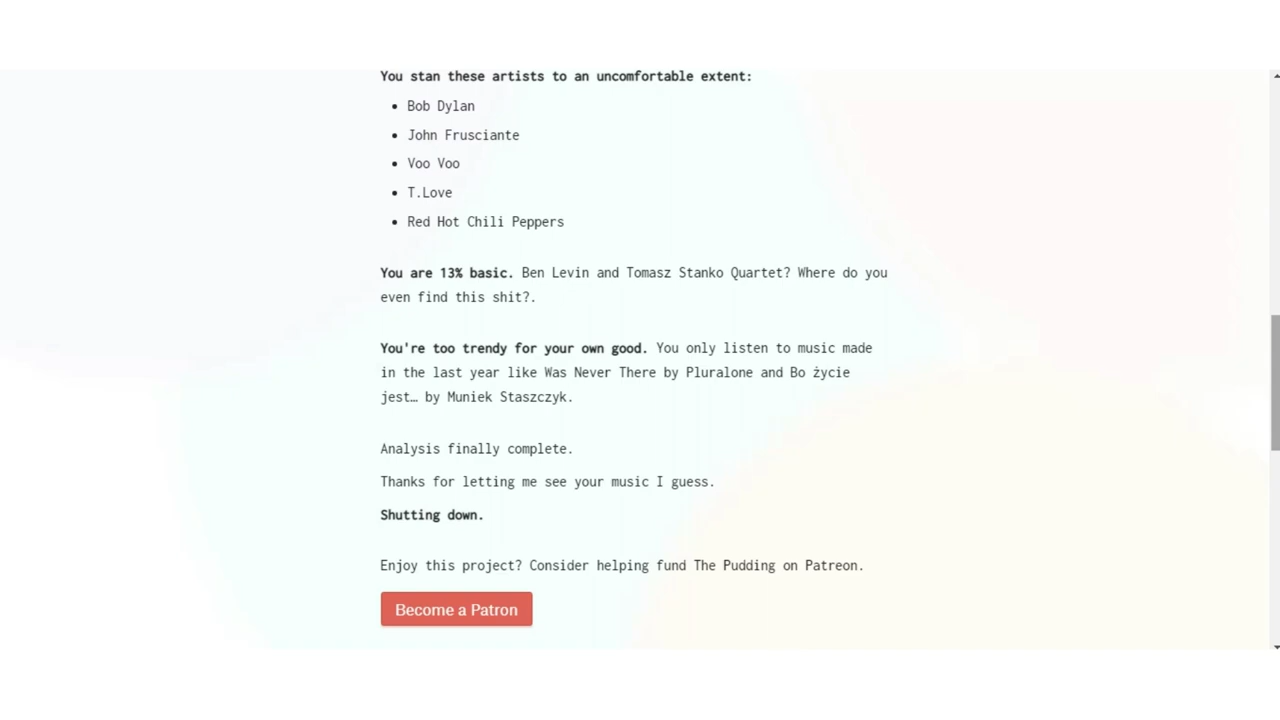 You stan these artists to an uncomfortable extent:
• Bob Dylan
• John Frusciante
• Voo Voo
• T.Love
• Red Hot Chili Peppers
You are 13% basic. Ben Levin and Tomasz Stanko Quartet? Where do you
even find this shit?.
You're too trendy for your own good. You only listen to music made
in the last year like Was Never There by Pluralone and Bo życie
jest… by Muniek Staszczyk.
Analysis finally complete.
Thanks for letting me see your music I guess.
Shutting down.
Enjoy this project? Consider helping fund The Pudding on Patreon.
Become a Patron